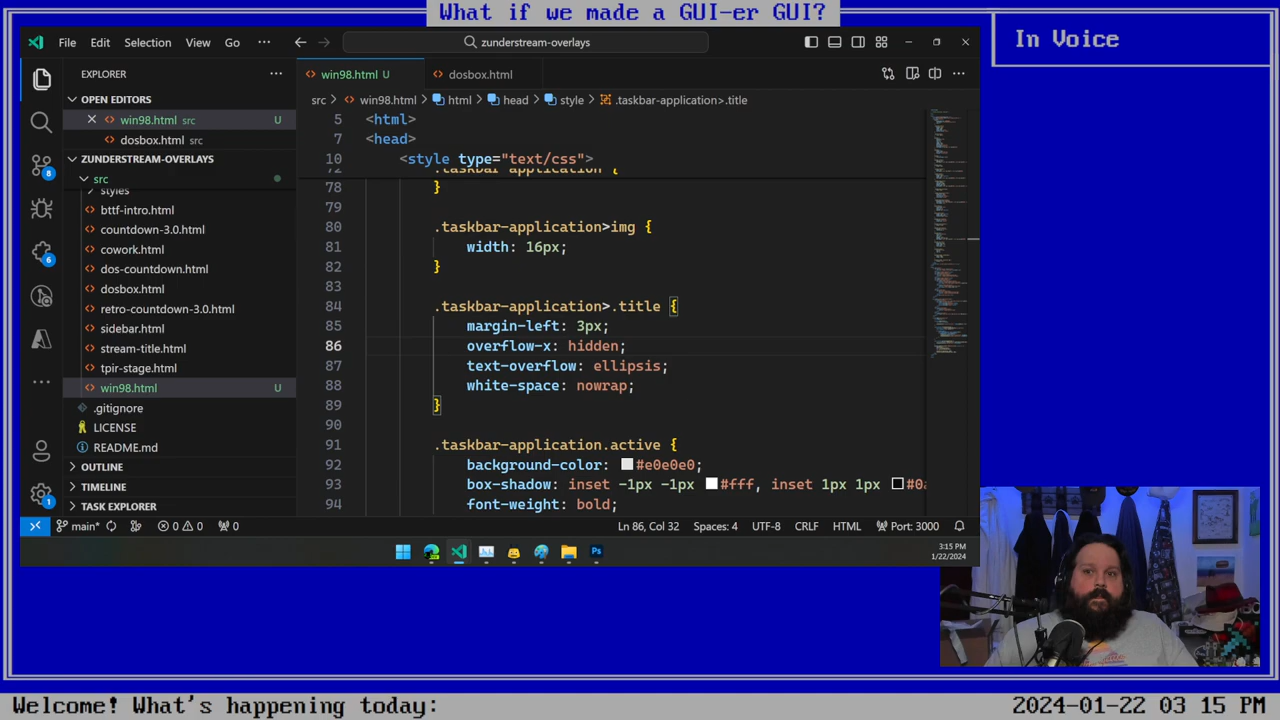 What if we made a GUI-er GUI?
In Voice
File Edit Selection View Go
zunderstream-overlays
EXPLORER
OPEN EDITORS
win98.html src U
dosbox.html src
ZUNDERSTREAM-OVERLAYS
src
styles
bttf-intro.html
countdown-3.0.html
cowork.html
dos-countdown.html
dosbox.html
retro-countdown-3.0.html
sidebar.html
stream-title.html
tpir-stage.html
win98.html U
.gitignore
LICENSE
README.md
OUTLINE
TIMELINE
TASK EXPLORER
8
6
1
win98.html U
dosbox.html
src > win98.html > html > head > style > .taskbar-application>.title
5 <html>
7 <head>
10 <style type="text/css">
.taskbar-application {
78 }
79
80 .taskbar-application>img {
81 width: 16px;
82 }
83
84 .taskbar-application>.title {
85 margin-left: 3px;
86 overflow-x: hidden;
87 text-overflow: ellipsis;
88 white-space: nowrap;
89 }
90
91 .taskbar-application.active {
92 background-color: #e0e0e0;
93 box-shadow: inset -1px -1px #fff, inset 1px 1px #0a
94 font-weight: bold;
main* 0 0 0 Ln 86, Col 32 Spaces: 4 UTF-8 CRLF HTML Port: 3000
3:15 PM
1/22/2024
Welcome! What's happening today:
2024-01-22 03 15 PM